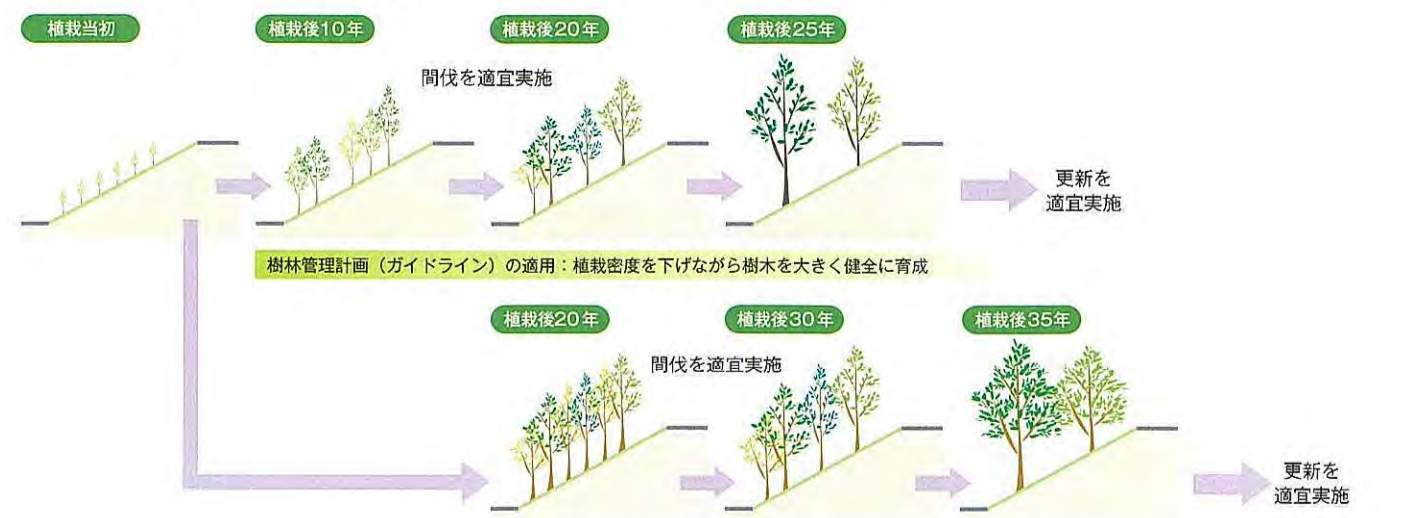 植栽当初
植栽後10年
植栽後20年
植栽後25年
間伐を適宜実施
更新を
適宜実施
樹林管理計画（ガイドライン）の適用：植栽密度を下げながら樹木を大きく健全に育成
植栽後20年
植栽後30年
植栽後35年
間伐を適宜実施
更新を
適宜実施